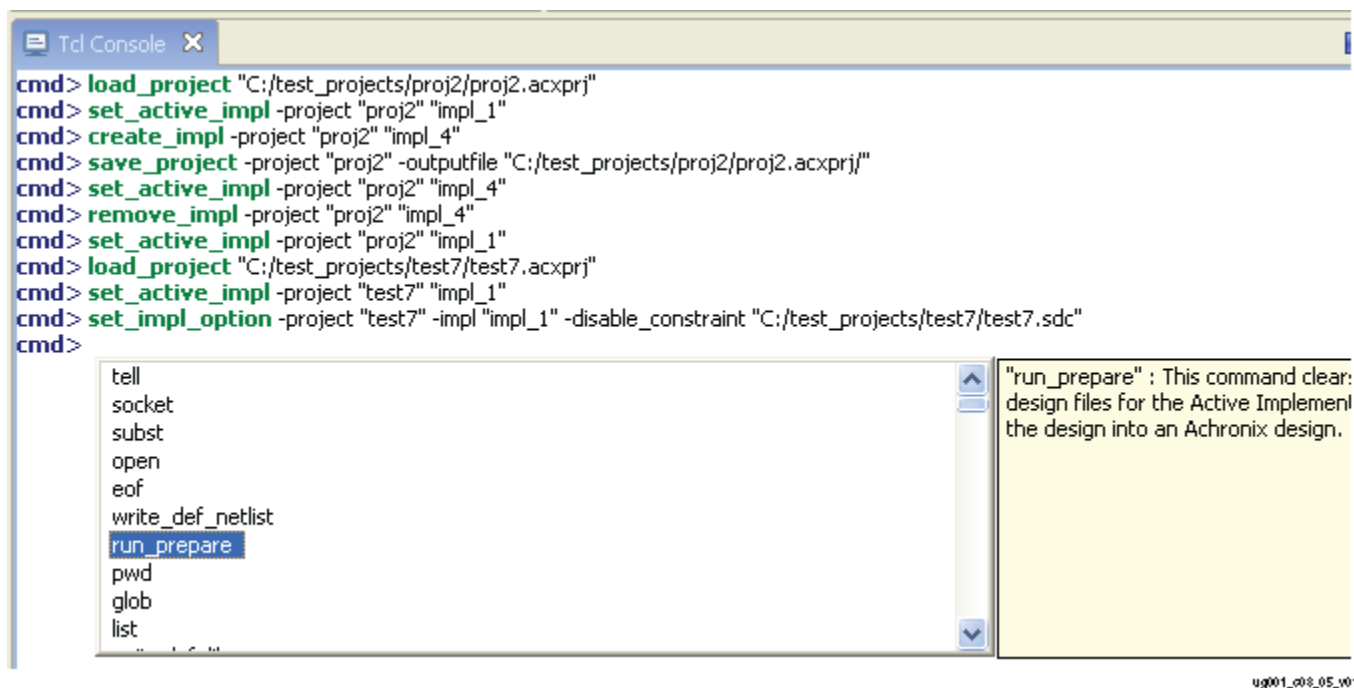 Tcl Console
cmd> load_project "C:/test_projects/proj2/proj2.acxprj"
cmd> set_active_impl -project "proj2" "impl_1"
cmd> create_impl -project "proj2" "impl_4"
cmd> save_project -project "proj2" -outputfile "C:/test_projects/proj2/proj2.acxprj/"
cmd> set_active_impl -project "proj2" "impl_4"
cmd> remove_impl -project "proj2" "impl_4"
cmd> set_active_impl -project "proj2" "impl_1"
cmd> load_project "C:/test_projects/test7/test7.acxprj"
cmd> set_active_impl -project "test7" "impl_1"
cmd> set_impl_option -project "test7" -impl "impl_1" -disable_constraint "C:/test_projects/test7/test7.sdc"
cmd>
tell
socket
subst
open
eof
write_def_netlist
run_prepare
pwd
glob
list
"run_prepare" : This command clear
design files for the Active Implemen
the design into an Achronix design.